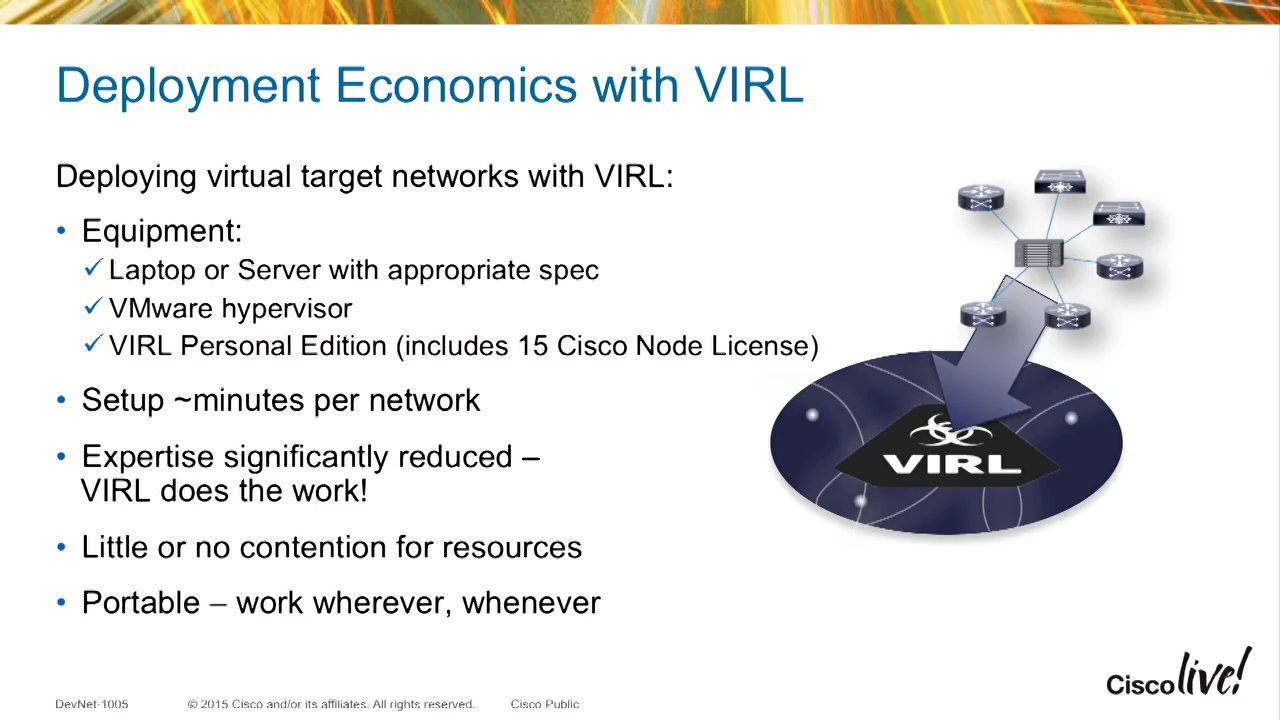 Deployment Economics with VIRL
Deploying virtual target networks with VIRL:
• Equipment:
✓ Laptop or Server with appropriate spec
✓ VMware hypervisor
✓ VIRL Personal Edition (includes 15 Cisco Node License)
• Setup ~minutes per network
• Expertise significantly reduced –
VIRL does the work!
• Little or no contention for resources
• Portable – work wherever, whenever
VIRL
Cisco live!
DevNet-1005 © 2015 Cisco and/or its affiliates. All rights reserved. Cisco Public